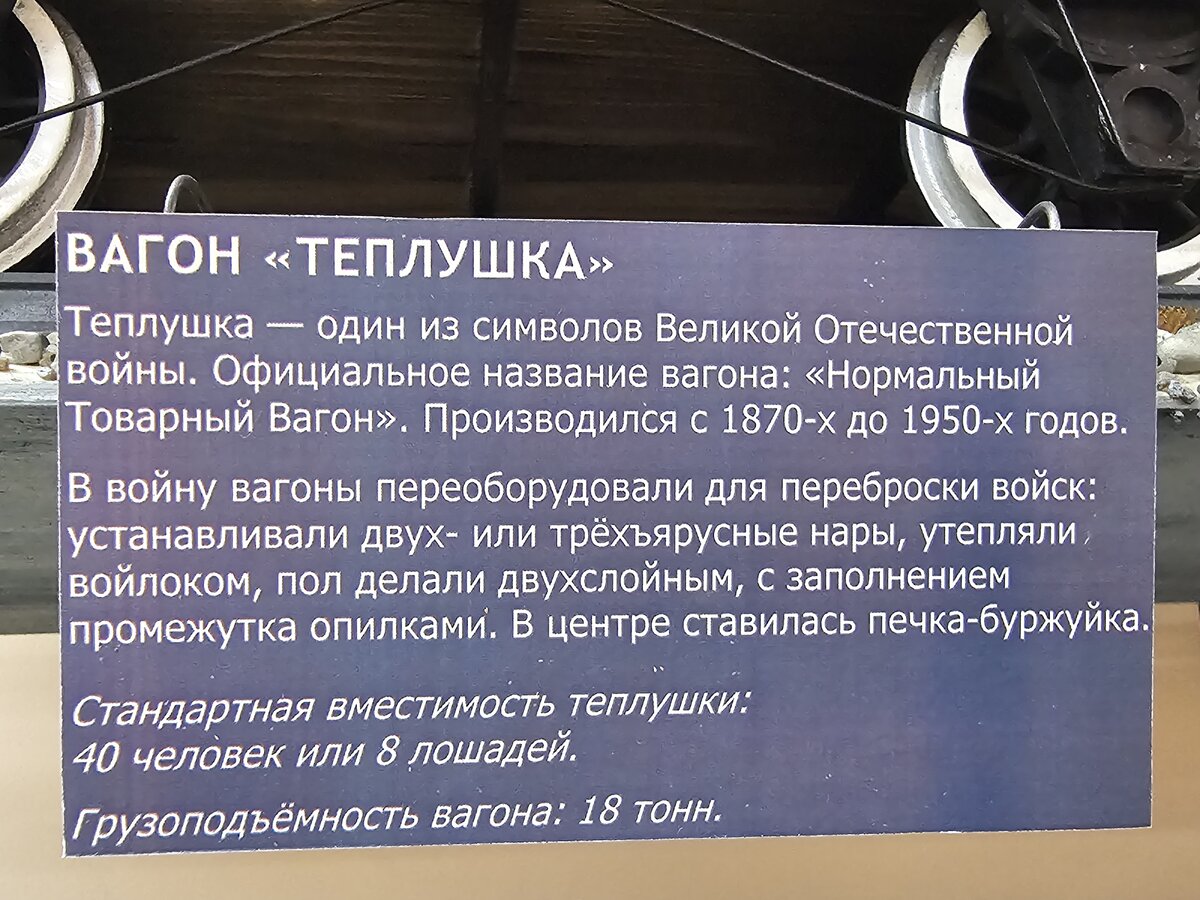 ВАГОН «ТЕПЛУШКА»
Теплушка — один из символов Великой Отечественной
войны. Официальное название вагона: «Нормальный
Товарный Вагон». Производился с 1870-х до 1950-х годов.
В войну вагоны переоборудовали для переброски войск:
устанавливали двух- или трёхъярусные нары, утепляли
войлоком, пол делали двухслойным, с заполнением
промежутка опилками. В центре ставилась печка-буржуйка.
Стандартная вместимость теплушки:
40 человек или 8 лошадей.
Грузоподъёмность вагона: 18 тонн.